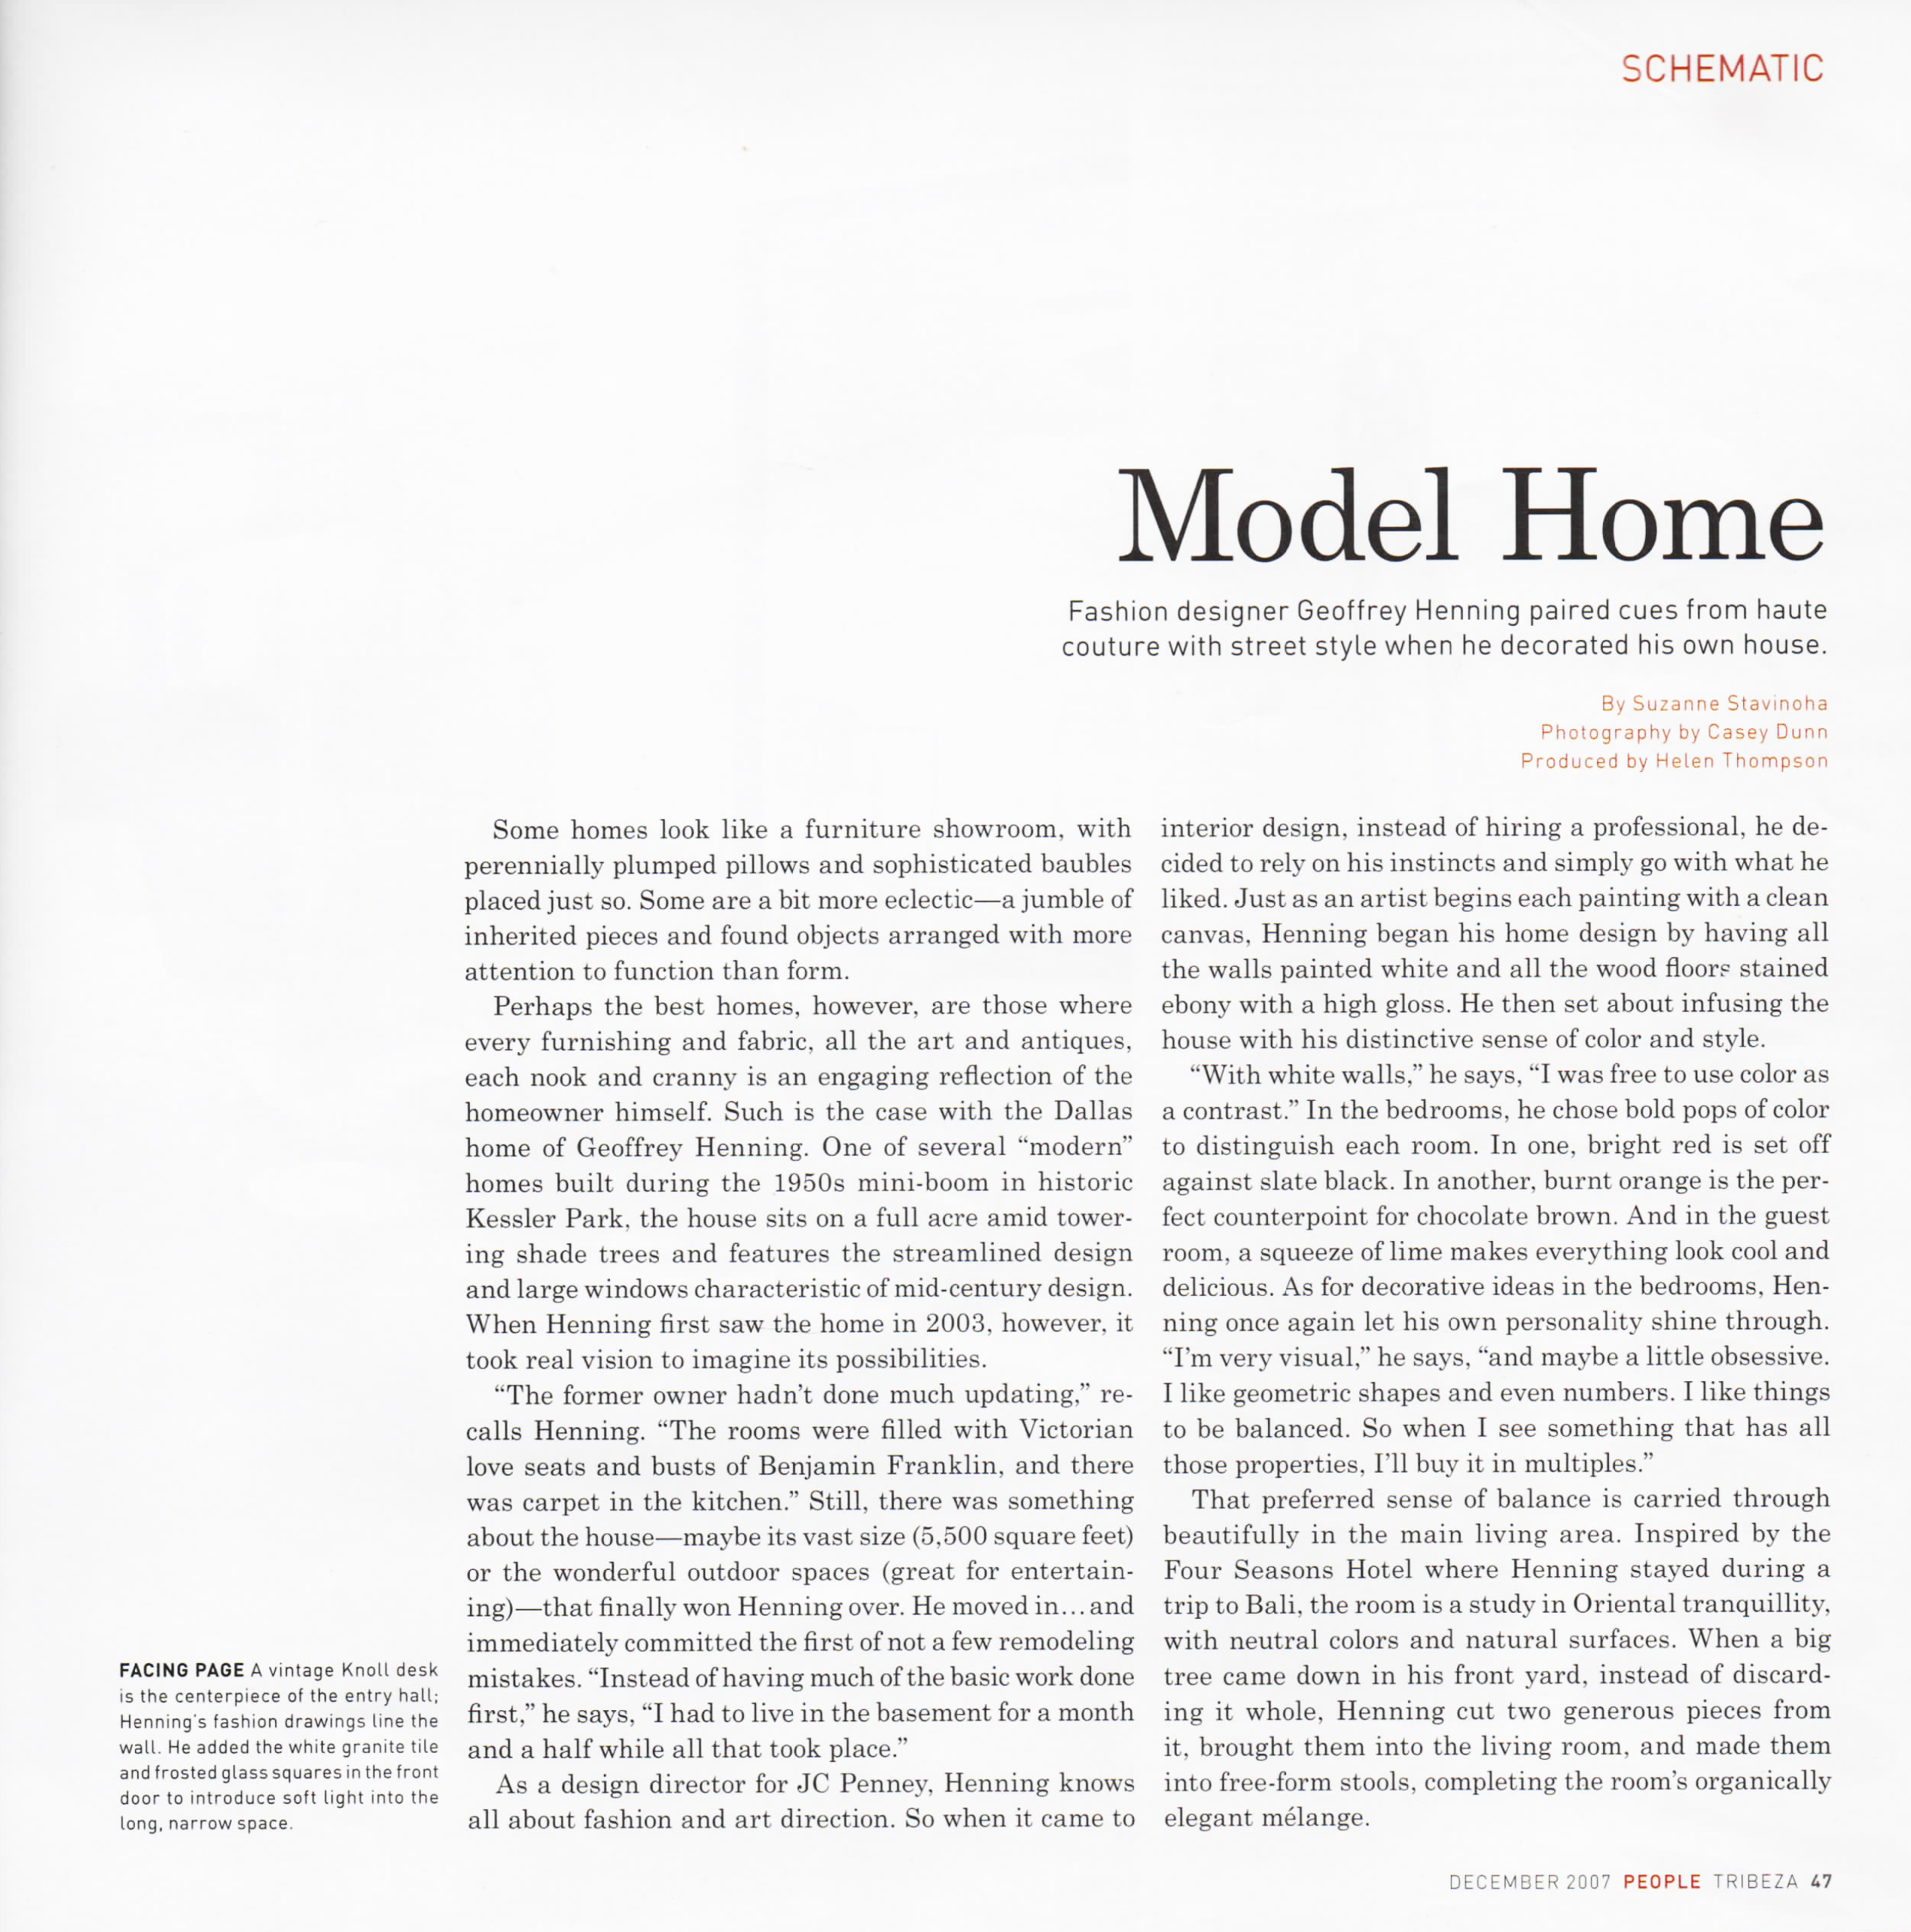 SCHEMATIC
Model Home
Fashion designer Geoffrey Henning paired cues from haute
couture with street style when he decorated his own house.
By Suzanne Stavinoha
Photography by Casey Dunn
Produced by Helen Thompson
Some homes look like a furniture showroom, with
perennially plumped pillows and sophisticated baubles
placed just so. Some are a bit more eclectic—a jumble of
inherited pieces and found objects arranged with more
attention to function than form.
Perhaps the best homes, however, are those where
every furnishing and fabric, all the art and antiques,
each nook and cranny is an engaging reflection of the
homeowner himself. Such is the case with the Dallas
home of Geoffrey Henning. One of several “modern”
homes built during the 1950s mini-boom in historic
Kessler Park, the house sits on a full acre amid tower-
ing shade trees and features the streamlined design
and large windows characteristic of mid-century design.
When Henning first saw the home in 2003, however, it
took real vision to imagine its possibilities.
“The former owner hadn’t done much updating,” re-
calls Henning. “The rooms were filled with Victorian
love seats and busts of Benjamin Franklin, and there
was carpet in the kitchen.” Still, there was something
about the house—maybe its vast size (5,500 square feet)
or the wonderful outdoor spaces (great for entertain-
ing)—that finally won Henning over. He moved in...and
immediately committed the first of not a few remodeling
mistakes. “Instead of having much of the basic work done
first,” he says, “I had to live in the basement for a month
and a half while all that took place.”
As a design director for JC Penney, Henning knows
all about fashion and art direction. So when it came to
interior design, instead of hiring a professional, he de-
cided to rely on his instincts and simply go with what he
liked. Just as an artist begins each painting with a clean
canvas, Henning began his home design by having all
the walls painted white and all the wood floors stained
ebony with a high gloss. He then set about infusing the
house with his distinctive sense of color and style.
“With white walls,” he says, “I was free to use color as
a contrast.” In the bedrooms, he chose bold pops of color
to distinguish each room. In one, bright red is set off
against slate black. In another, burnt orange is the per-
fect counterpoint for chocolate brown. And in the guest
room, a squeeze of lime makes everything look cool and
delicious. As for decorative ideas in the bedrooms, Hen-
ning once again let his own personality shine through.
“I’m very visual,” he says, “and maybe a little obsessive.
I like geometric shapes and even numbers. I like things
to be balanced. So when I see something that has all
those properties, I’ll buy it in multiples.”
That preferred sense of balance is carried through
beautifully in the main living area. Inspired by the
Four Seasons Hotel where Henning stayed during a
trip to Bali, the room is a study in Oriental tranquillity,
with neutral colors and natural surfaces. When a big
tree came down in his front yard, instead of discard-
ing it whole, Henning cut two generous pieces from
it, brought them into the living room, and made them
into free-form stools, completing the room’s organically
elegant mélange.
FACING PAGE A vintage Knoll desk
is the centerpiece of the entry hall;
Henning’s fashion drawings line the
wall. He added the white granite tile
and frosted glass squares in the front
door to introduce soft light into the
long, narrow space.
DECEMBER 2007 PEOPLE TRIBEZA 47